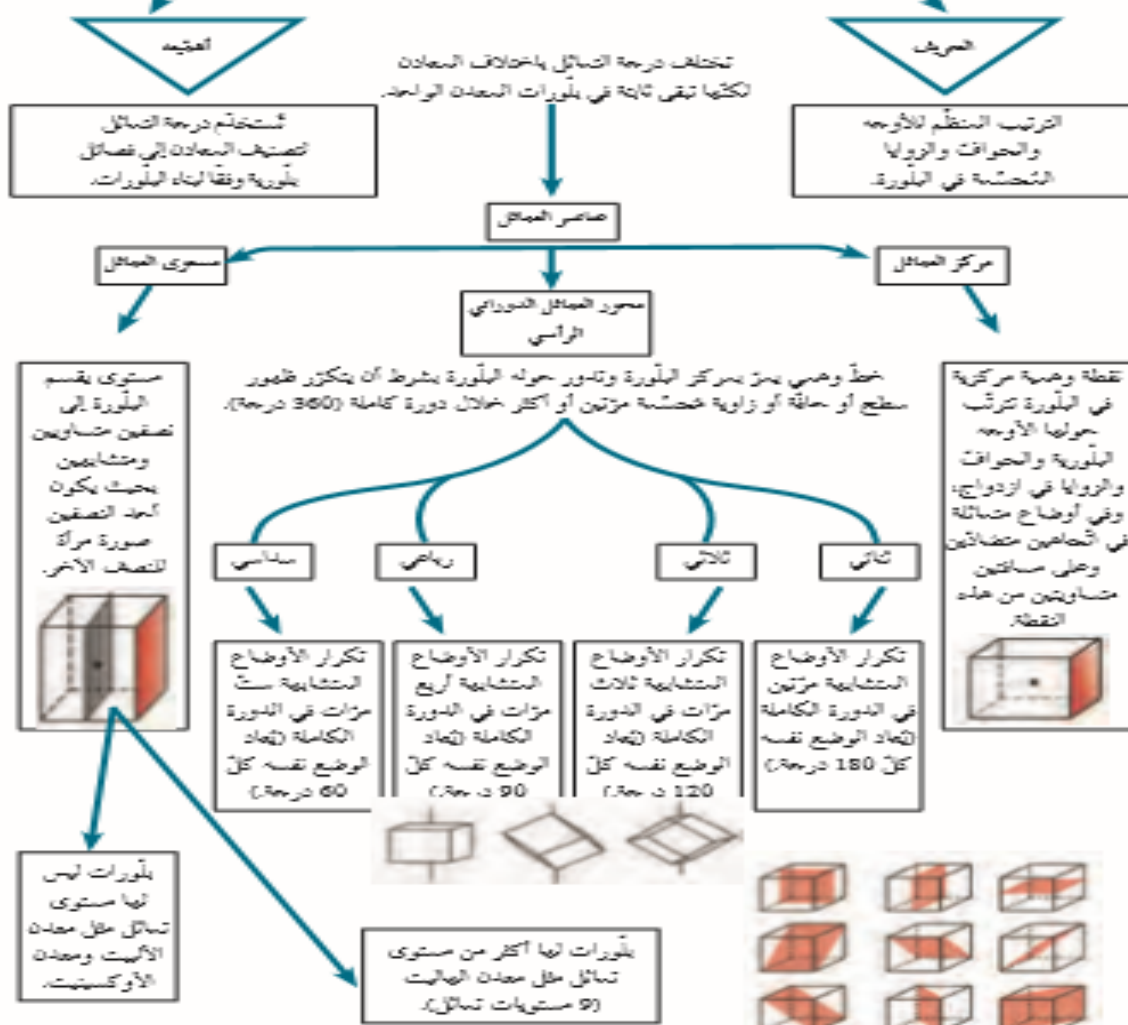 التعريف
الترتيب المنظّم للأوجه
والحوافّ والزوايا
المُجسّمة في البلّورة.
أهمّيته
تُستخدَم درجة التماثل
لتصنيف المعادن إلى فصائل
بلّورية وفقًا لبناء البلّورات.
تختلف درجة التماثل باختلاف المعادن
لكنّها تبقى ثابتة في بلّورات المعدن الواحد.
عناصر التماثل
مركز التماثل
نقطة وهمية مركزية
في البلّورة تترتّب
حولها الأوجه
البلّورية والحوافّ
والزوايا في ازدواج،
وفي أوضاع متماثلة
في اتّجاهين متضادّين
وعلى مسافتين
متساويتين من هذه
النقطة.
محور التماثل الدوراني
الرأسي
خطّ وهمي يمرّ بمركز البلّورة وتدور حوله البلّورة بشرط أن يتكرّر ظهور
سطح أو حافّة أو زاوية مُجسّمة مرّتين أو أكثر خلال دورة كاملة (360 درجة).
ثنائي
تكرار الأوضاع
المتشابهة مرّتين
في الدورة الكاملة
(يُعاد الوضع نفسه
كلّ 180 درجة.)
ثلاثي
تكرار الأوضاع
المتشابهة ثلاث
مرّات في الدورة
الكاملة (يُعاد
الوضع نفسه كلّ
120 درجة.)
رباعي
تكرار الأوضاع
المتشابهة أربع
مرّات في الدورة
الكاملة (يُعاد
الوضع نفسه كلّ
90 درجة.)
سداسي
تكرار الأوضاع
المتشابهة ستّ
مرّات في الدورة
الكاملة (يُعاد
الوضع نفسه كلّ
60 درجة.)
مستوى التماثل
مستوى يقسم
البلّورة إلى
نصفين متساويين
ومتشابهين
بحيث يكون
أحد النصفين
صورة مرآة
للنصف الآخر.
بلّورات ليس
لها مستوى
تماثل مثل معدن
الألبيت ومعدن
الأوكسينيت.
بلّورات لها أكثر من مستوى
تماثل مثل معدن الهاليت
(9 مستويات تماثل).